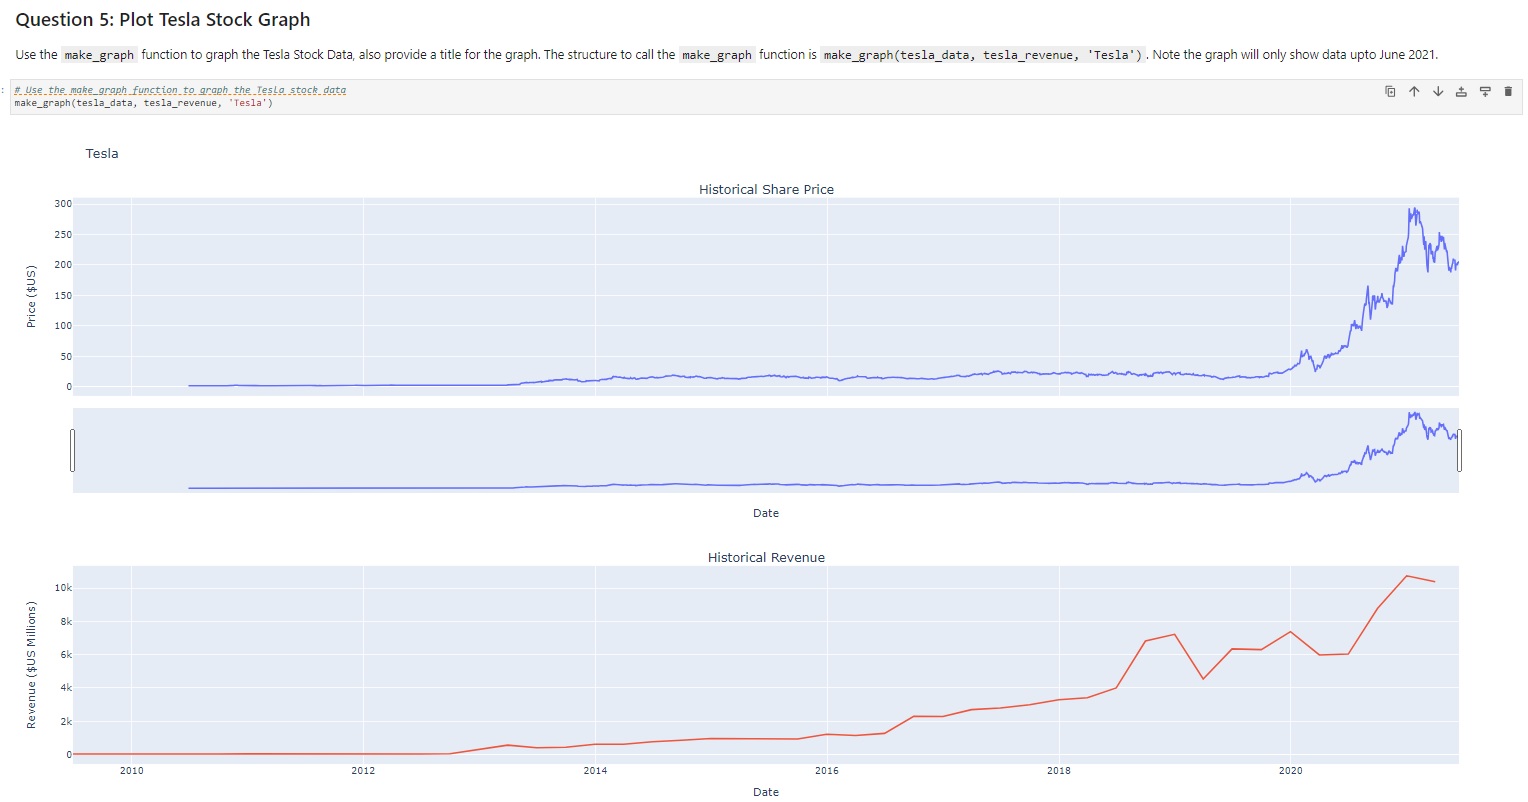 Question 5: Plot Tesla Stock Graph
Use the make_graph function to graph the Tesla Stock Data, also provide a title for the graph. The structure to call the make_graph function is make_graph(tesla_data, tesla_revenue, 'Tesla') . Note the graph will only show data upto June 2021.
:
# Use the make_graph function to graph the Tesla stock data
make_graph(tesla_data, tesla_revenue, 'Tesla')
Tesla
Historical Share Price
300
250
200
150
100
50
0
Price ($US)
Date
Historical Revenue
10k
8k
6k
4k
2k
0
Revenue ($US Millions)
2010 2012 2014 2016 2018 2020
Date